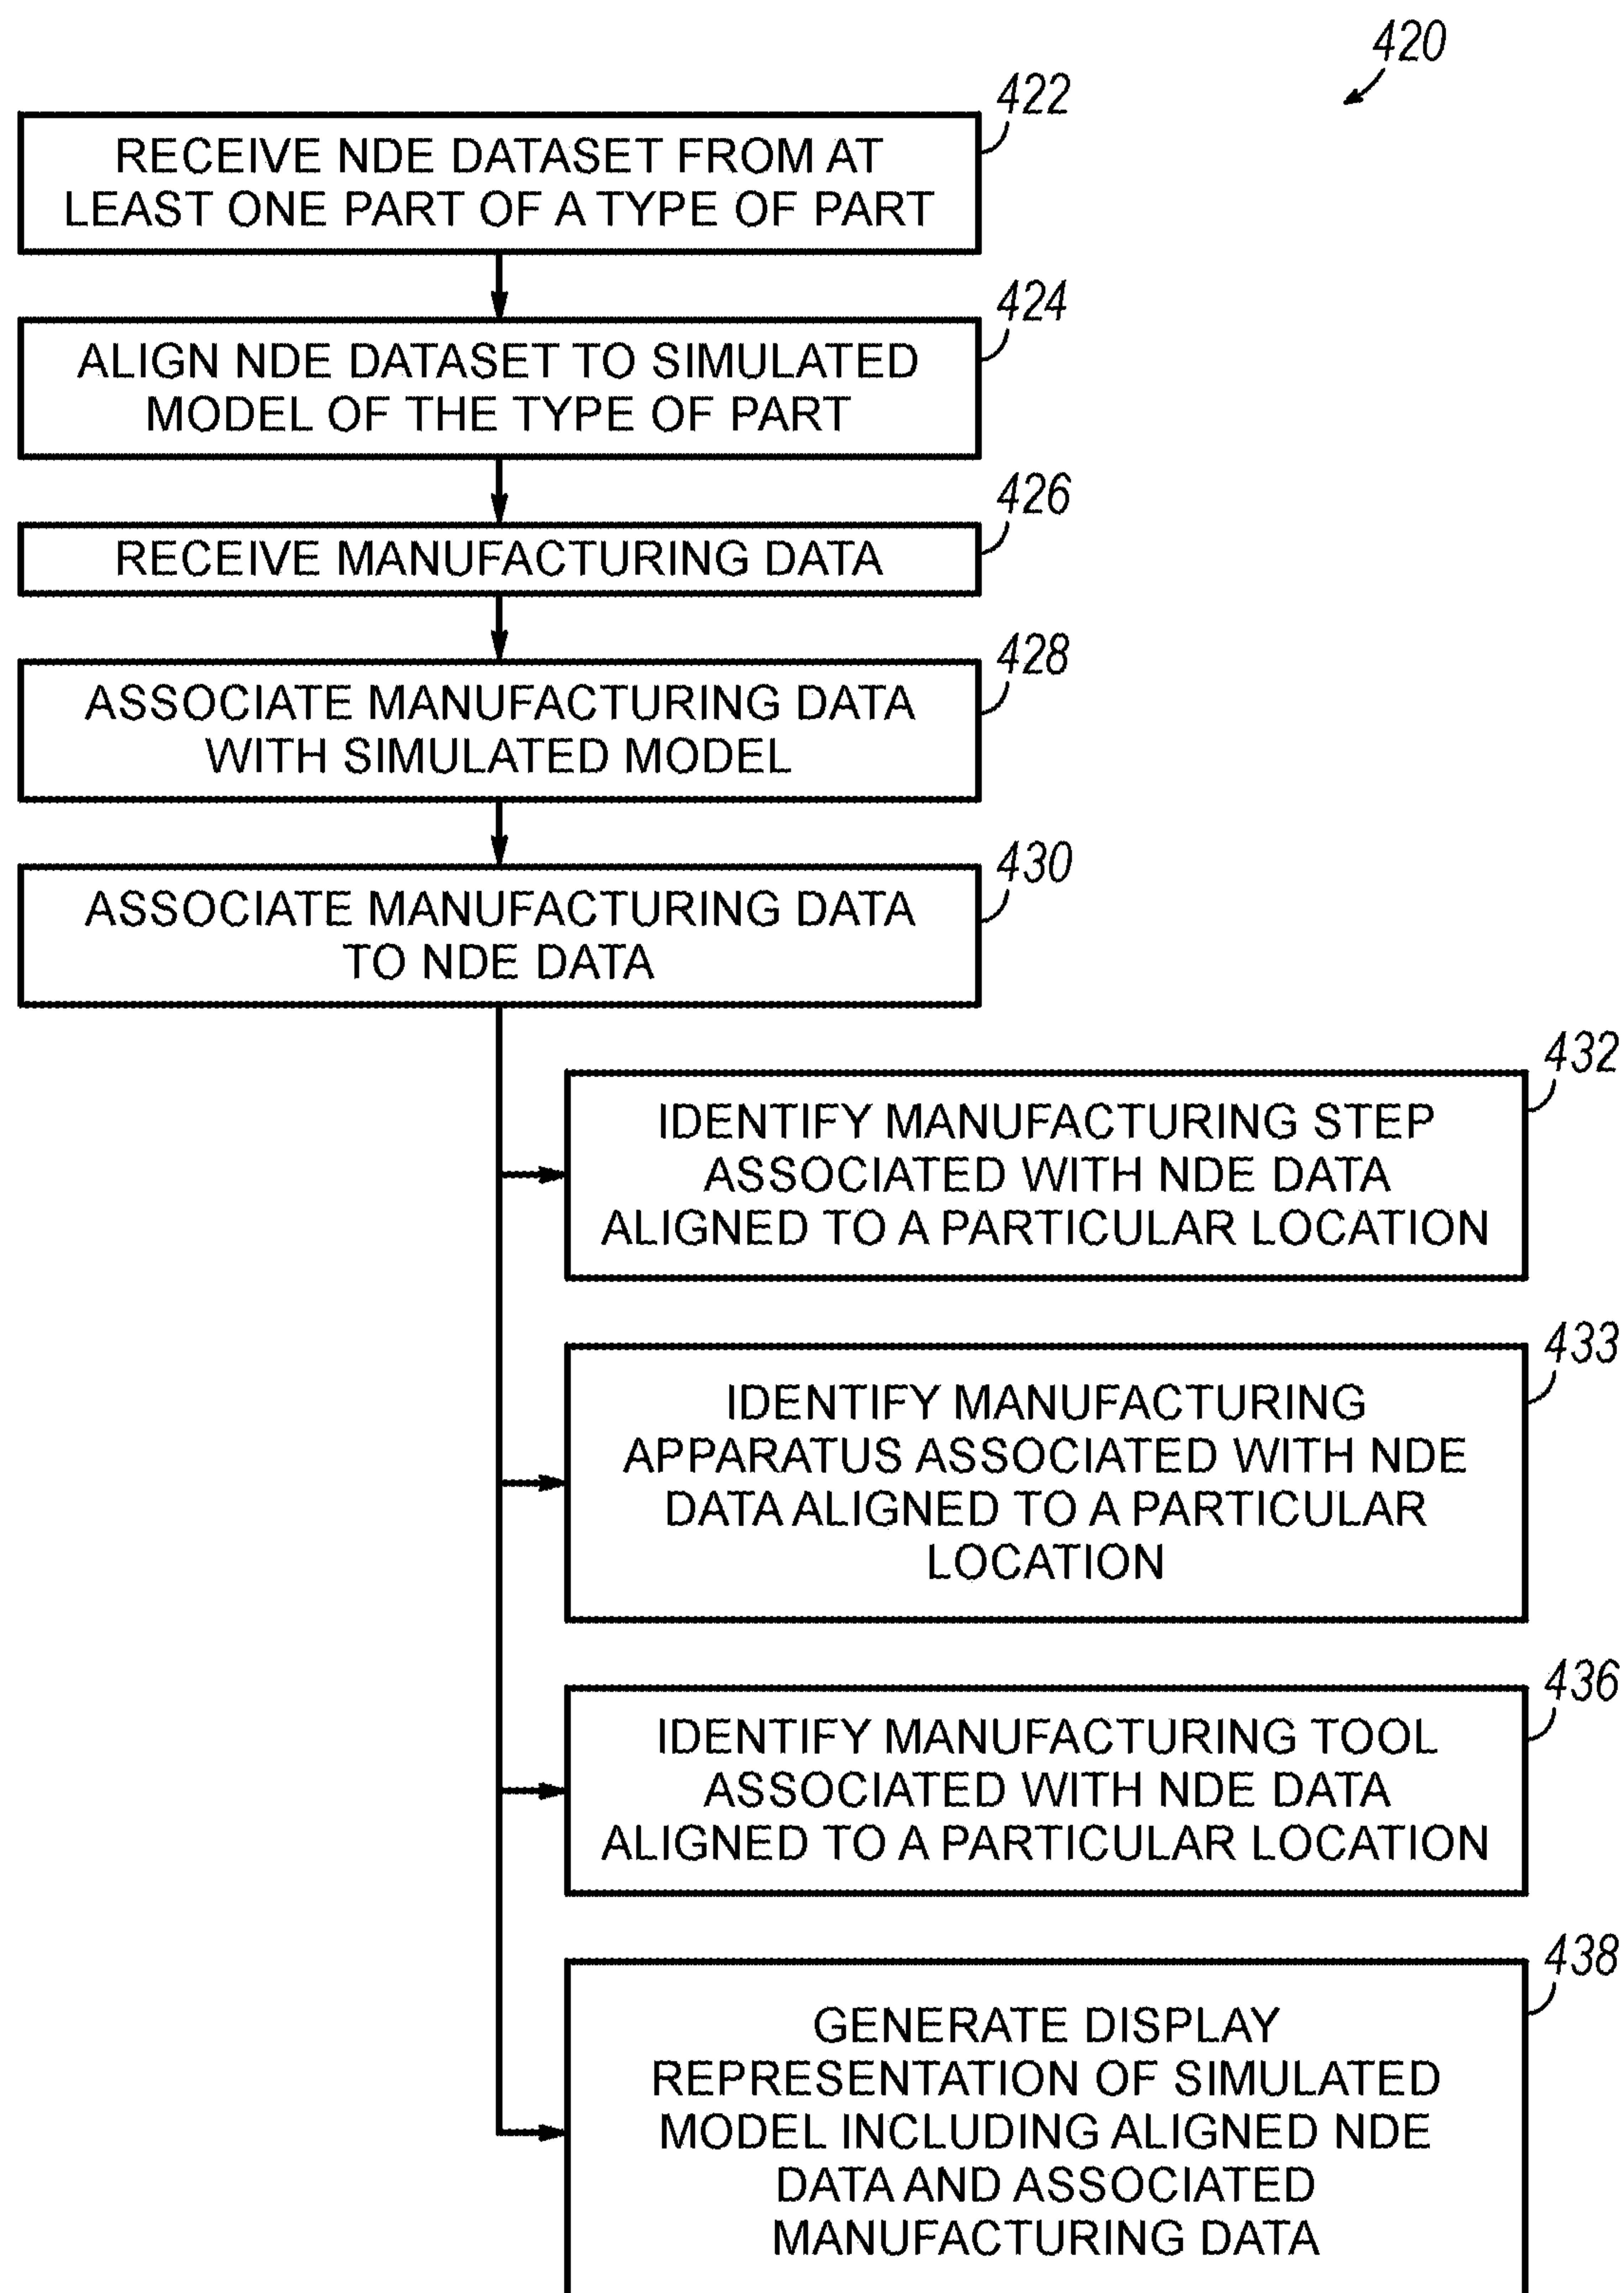 420
422
RECEIVE NDE DATASET FROM AT
LEAST ONE PART OF A TYPE OF PART
424
ALIGN NDE DATASET TO SIMULATED
MODEL OF THE TYPE OF PART
426
RECEIVE MANUFACTURING DATA
428
ASSOCIATE MANUFACTURING DATA
WITH SIMULATED MODEL
430
ASSOCIATE MANUFACTURING DATA
TO NDE DATA
432
IDENTIFY MANUFACTURING STEP
ASSOCIATED WITH NDE DATA
ALIGNED TO A PARTICULAR LOCATION
433
IDENTIFY MANUFACTURING
APPARATUS ASSOCIATED WITH NDE
DATA ALIGNED TO A PARTICULAR
LOCATION
436
IDENTIFY MANUFACTURING TOOL
ASSOCIATED WITH NDE DATA
ALIGNED TO A PARTICULAR LOCATION
438
GENERATE DISPLAY
REPRESENTATION OF SIMULATED
MODEL INCLUDING ALIGNED NDE
DATA AND ASSOCIATED
MANUFACTURING DATA